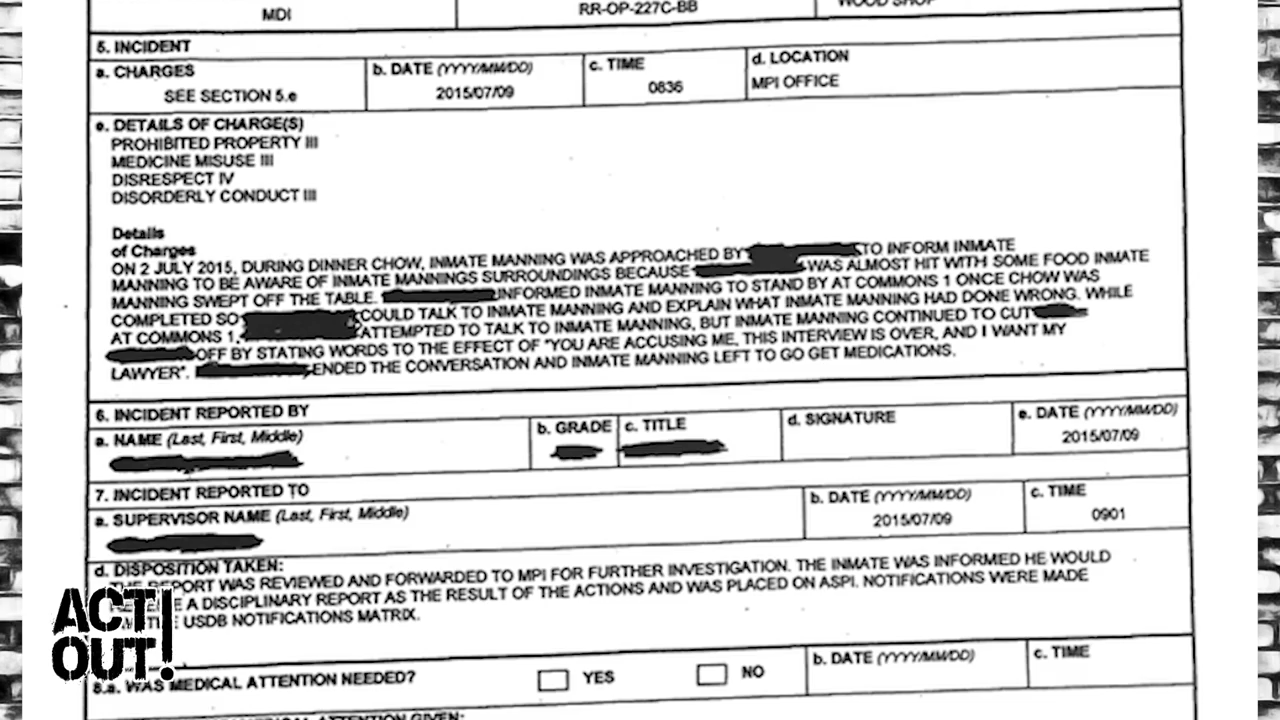 MDI
RR-OP-227C-BB
WOOD SHOP
5. INCIDENT
a. CHARGES
SEE SECTION 5.e
b. DATE (YYYY/MM/DD)
2015/07/09
c. TIME
0836
d. LOCATION
MPI OFFICE
e. DETAILS OF CHARGE(S)
PROHIBITED PROPERTY III
MEDICINE MISUSE III
DISRESPECT IV
DISORDERLY CONDUCT III
Details
of Charges
ON 2 JULY 2015, DURING DINNER CHOW, INMATE MANNING WAS APPROACHED BY TO INFORM INMATE
MANNING TO BE AWARE OF INMATE MANNINGS SURROUNDINGS BECAUSE WAS ALMOST HIT WITH SOME FOOD INMATE
MANNING SWEPT OFF THE TABLE. INFORMED INMATE MANNING TO STAND BY AT COMMONS 1 ONCE CHOW WAS
COMPLETED SO COULD TALK TO INMATE MANNING AND EXPLAIN WHAT INMATE MANNING HAD DONE WRONG. WHILE
AT COMMONS 1, ATTEMPTED TO TALK TO INMATE MANNING, BUT INMATE MANNING CONTINUED TO CUT
OFF BY STATING WORDS TO THE EFFECT OF "YOU ARE ACCUSING ME, THIS INTERVIEW IS OVER, AND I WANT MY
LAWYER". ENDED THE CONVERSATION AND INMATE MANNING LEFT TO GO GET MEDICATIONS.
6. INCIDENT REPORTED BY
a. NAME (Last, First, Middle)
b. GRADE
c. TITLE
d. SIGNATURE
e. DATE (YYYY/MM/DD)
2015/07/09
7. INCIDENT REPORTED TO
a. SUPERVISOR NAME (Last, First, Middle)
b. DATE (YYYY/MM/DD)
2015/07/09
c. TIME
0901
d. DISPOSITION TAKEN:
THE REPORT WAS REVIEWED AND FORWARDED TO MPI FOR FURTHER INVESTIGATION. THE INMATE WAS INFORMED HE WOULD
A DISCIPLINARY REPORT AS THE RESULT OF THE ACTIONS AND WAS PLACED ON ASPI. NOTIFICATIONS WERE MADE
USDB NOTIFICATIONS MATRIX.
8.a. WAS MEDICAL ATTENTION NEEDED?
YES
NO
b. DATE (YYYY/MM/DD)
c. TIME
MEDICAL ATTENTION GIVEN:
ACT
OUT!